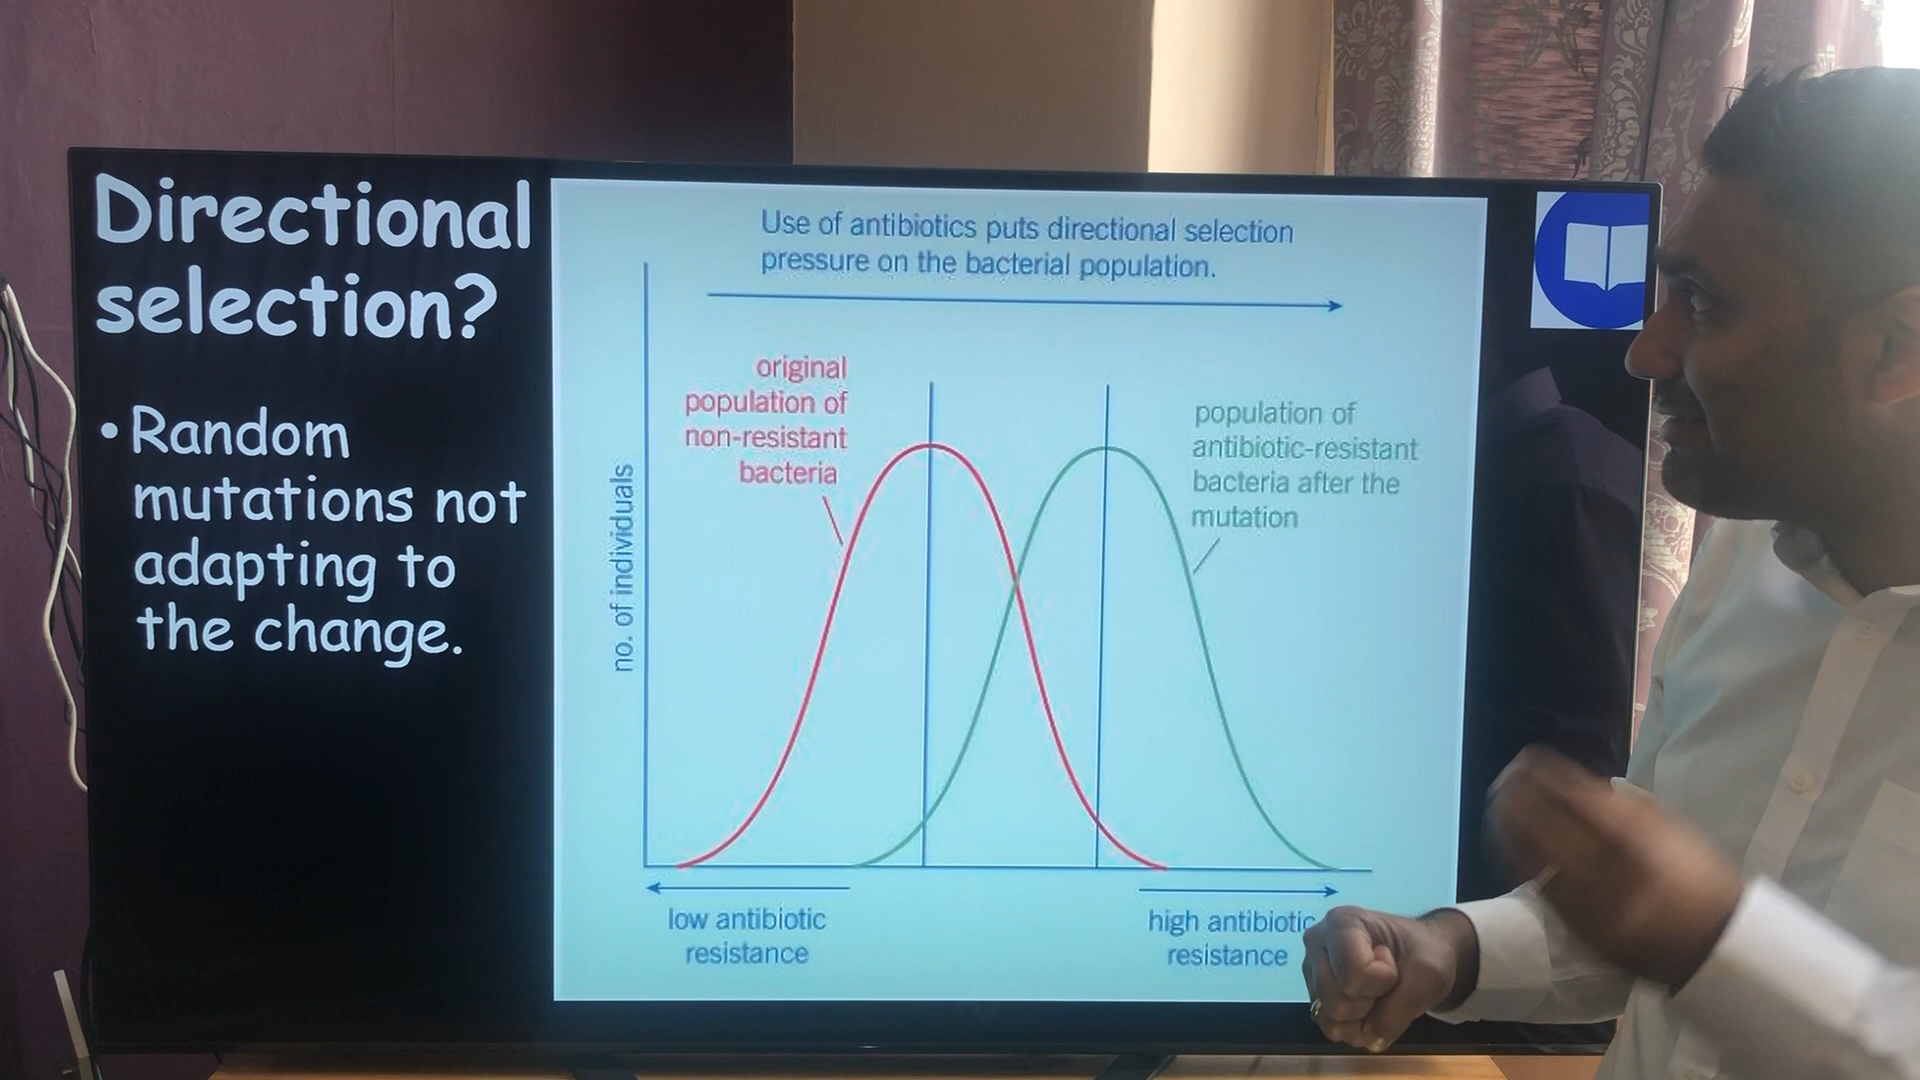 Directional
selection?
• Random
mutations not
adapting to
the change.
Use of antibiotics puts directional selection
pressure on the bacterial population.
original
population of
non-resistant
bacteria
population of
antibiotic-resistant
bacteria after the
mutation
no. of individuals
low antibiotic
resistance
high antibiotic
resistance